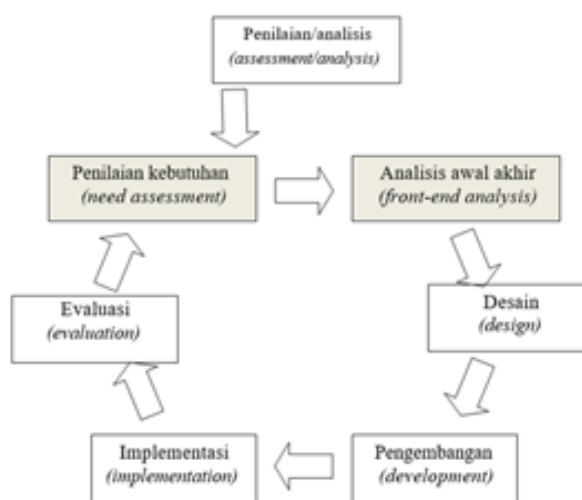 Penilaian/analisis
(assessment/analysis)
Penilaian kebutuhan
(need assessment)
Analisis awal akhir
(front-end analysis)
Evaluasi
(evaluation)
Desain
(design)
Implementasi
(implementation)
Pengembangan
(development)